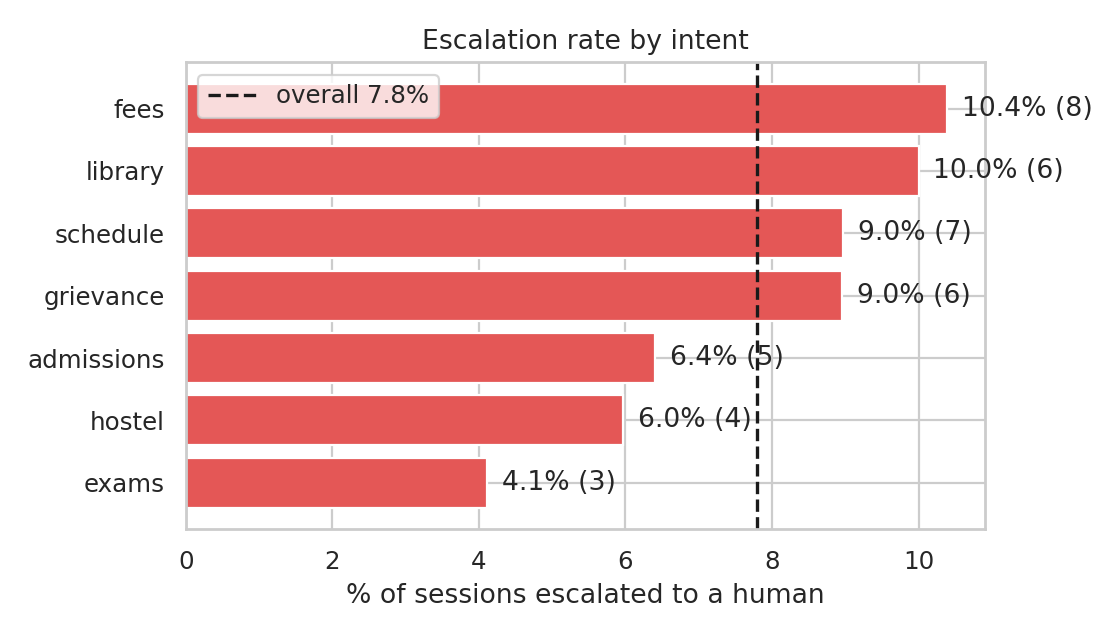 Escalation rate by intent
overall 7.8%
fees 10.4% (8)
library 10.0% (6)
schedule 9.0% (7)
grievance 9.0% (6)
admissions 6.4% (5)
hostel 6.0% (4)
exams 4.1% (3)
0 2 4 6 8 10
% of sessions escalated to a human